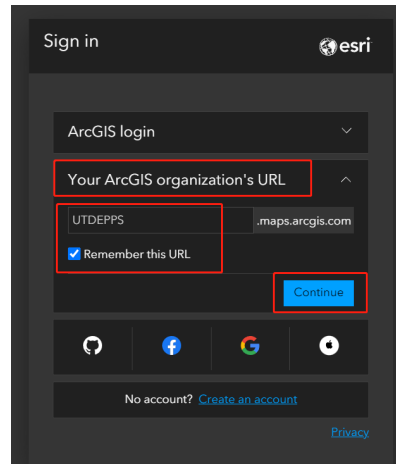 Sign in
esri
ArcGIS login
Your ArcGIS organization's URL
UTDEPPS .maps.arcgis.com
Remember this URL
Continue
No account? Create an account
Privacy